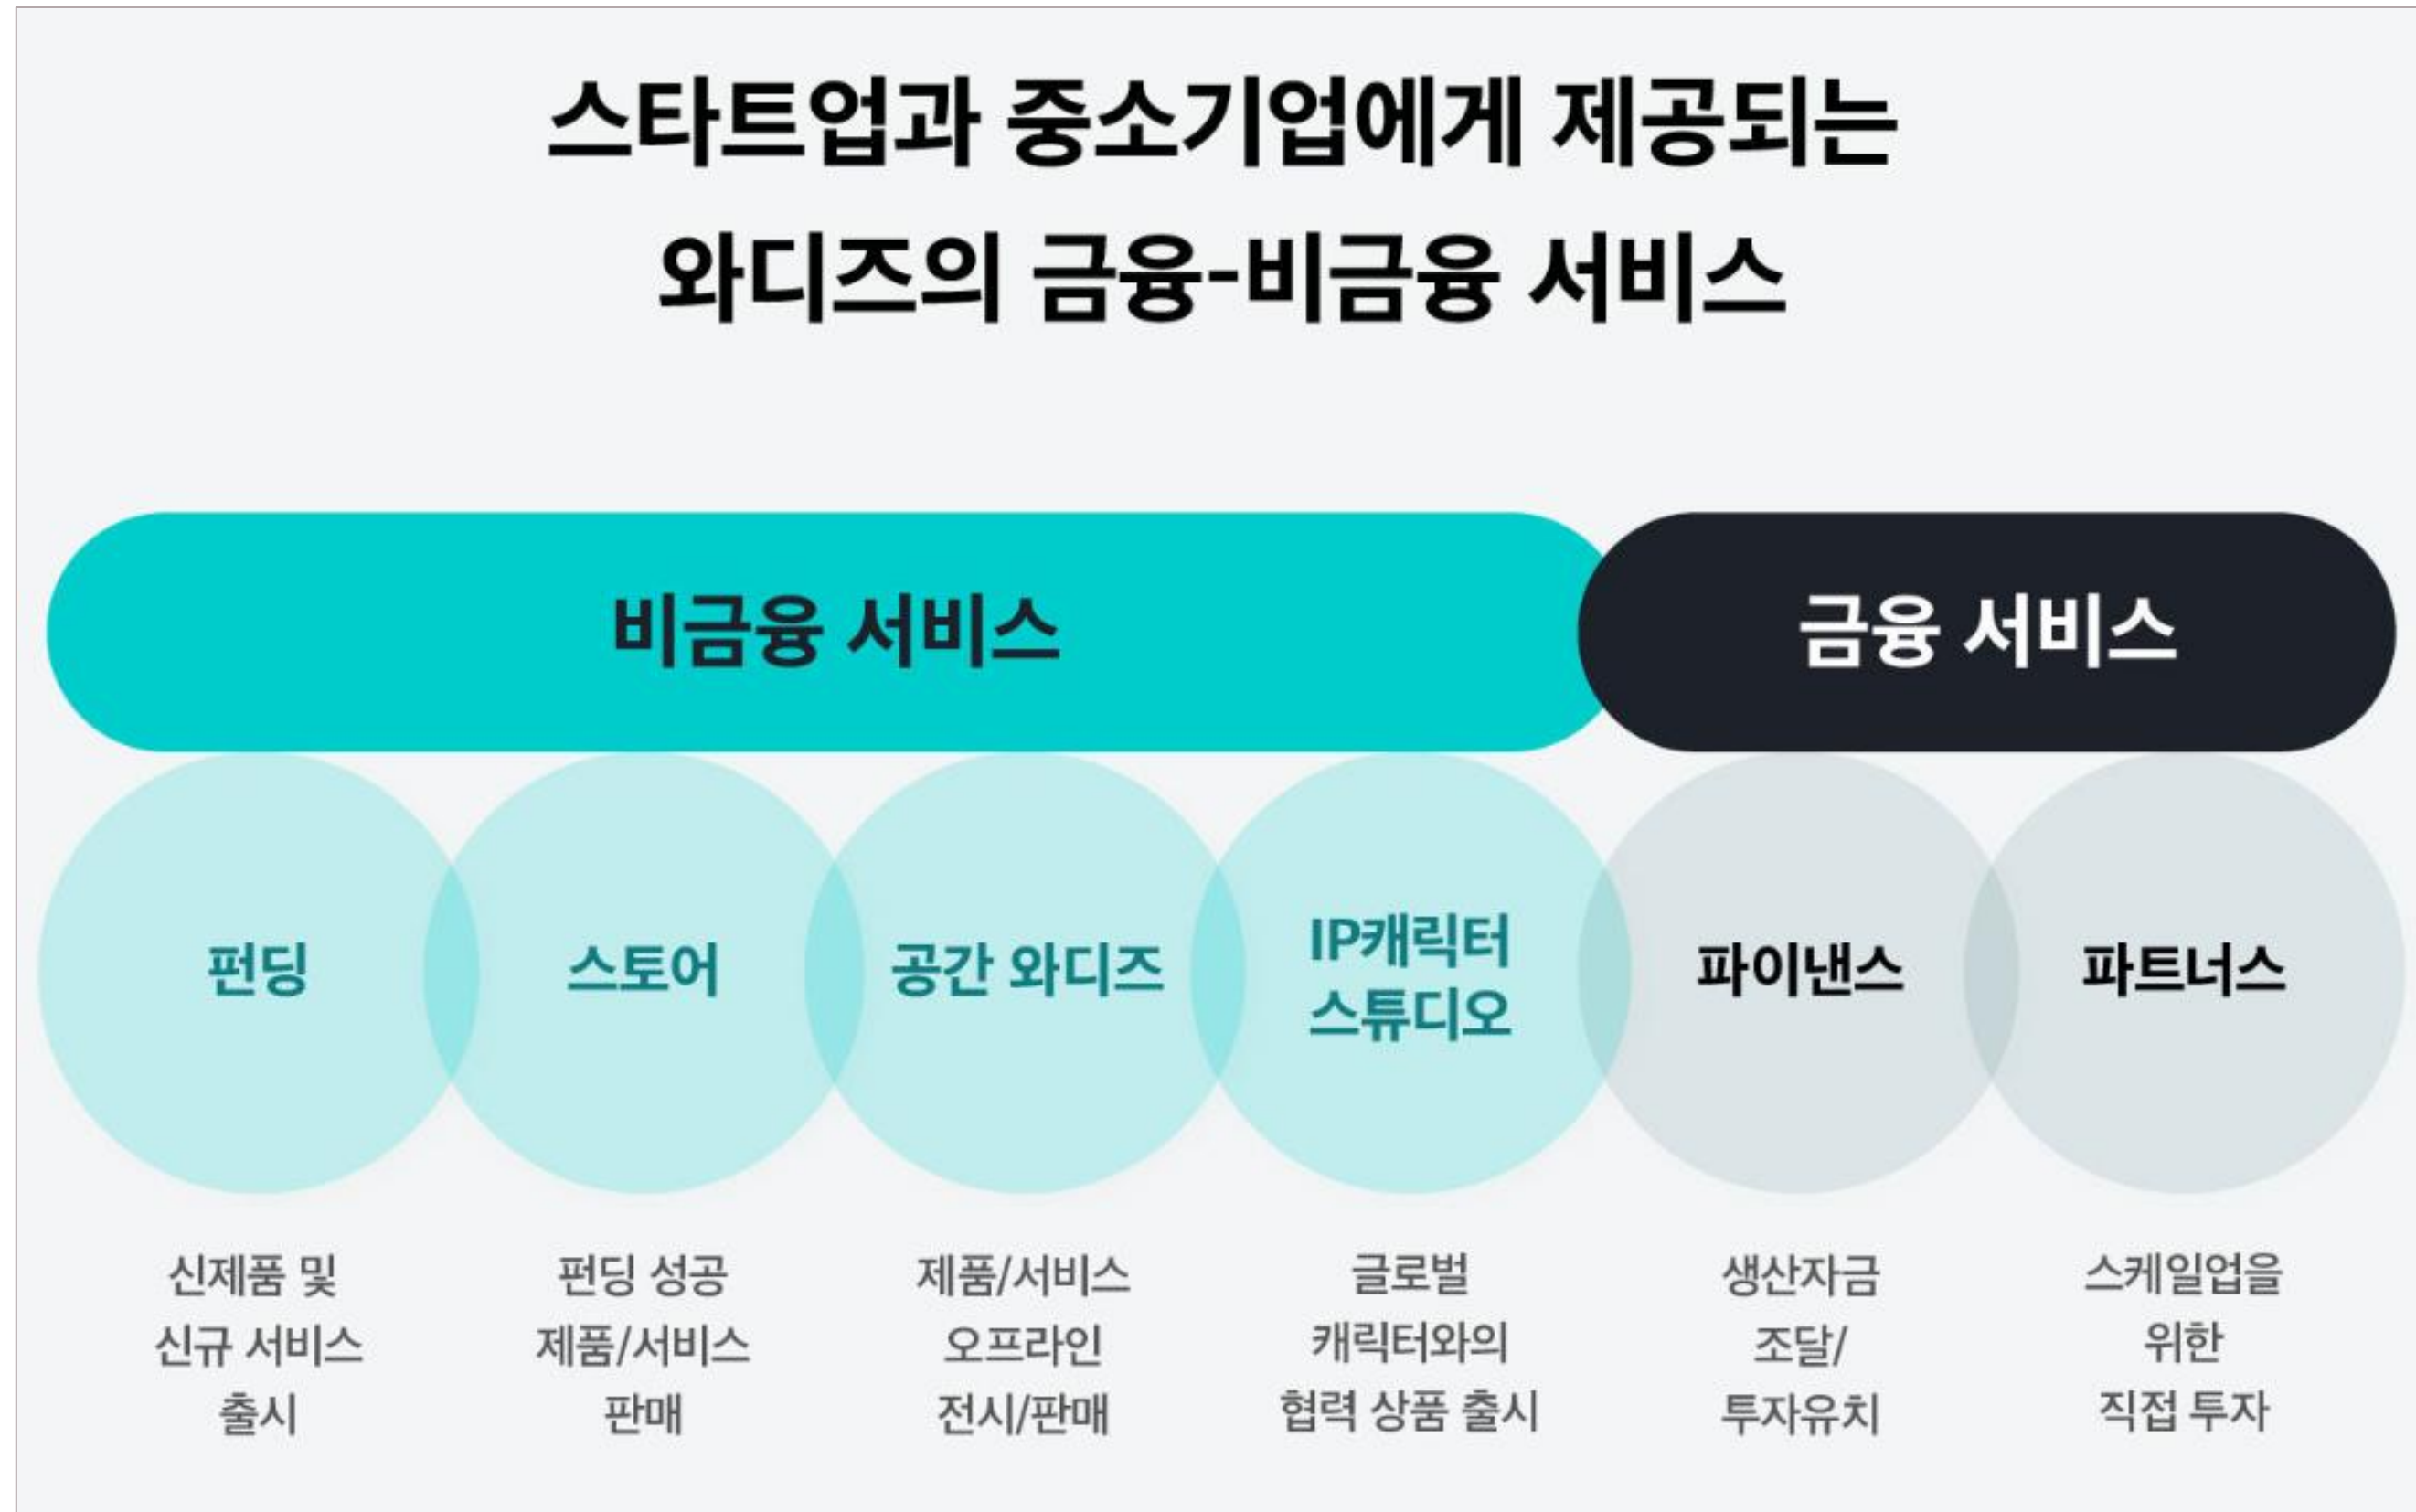 스타트업과 중소기업에게 제공되는
와디즈의 금융-비금융 서비스
비금융 서비스
금융 서비스
펀딩
스토어
공간 와디즈
IP캐릭터
스튜디오
파이낸스
파트너스
신제품 및
신규 서비스
출시
펀딩 성공
제품/서비스
판매
제품/서비스
오프라인
전시/판매
글로벌
캐릭터와의
협력 상품 출시
생산자금
조달/
투자유치
스케일업을
위한
직접 투자